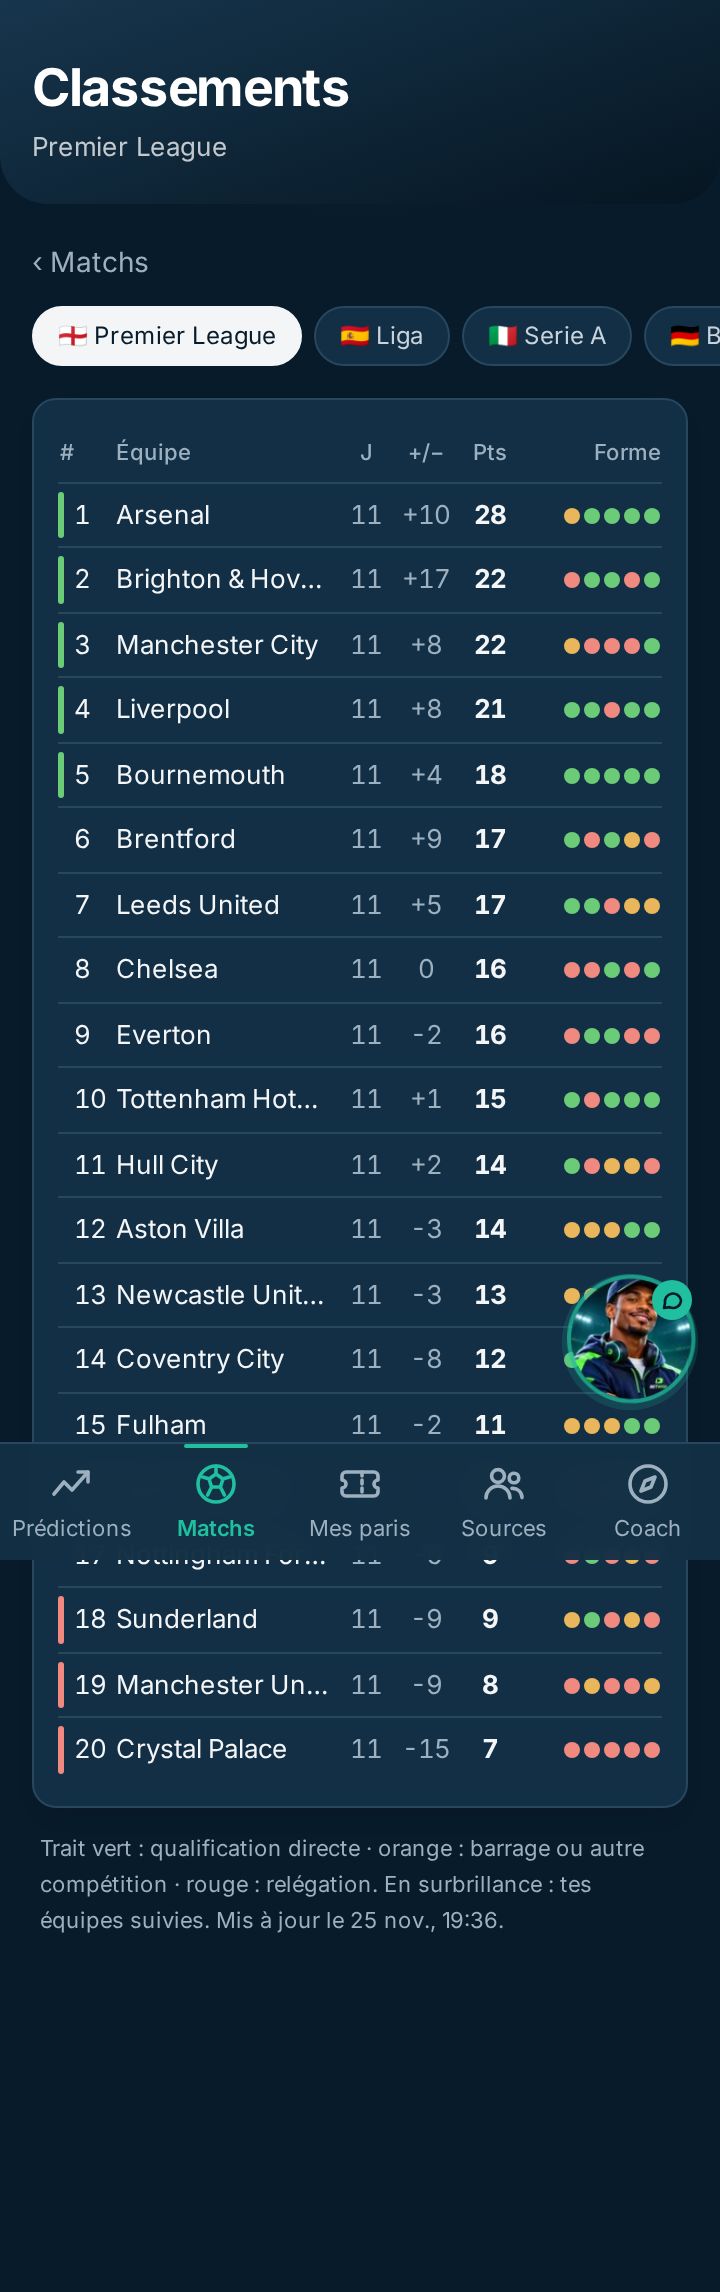 Classements
Premier League
‹ Matchs
Premier League Liga Serie A B
# Équipe J +/− Pts Forme
1 Arsenal 11 +10 28
2 Brighton & Hov... 11 +17 22
3 Manchester City 11 +8 22
4 Liverpool 11 +8 21
5 Bournemouth 11 +4 18
6 Brentford 11 +9 17
7 Leeds United 11 +5 17
8 Chelsea 11 0 16
9 Everton 11 -2 16
10 Tottenham Hot... 11 +1 15
11 Hull City 11 +2 14
12 Aston Villa 11 -3 14
13 Newcastle Unit... 11 -3 13
14 Coventry City 11 -8 12
15 Fulham 11 -2 11
Prédictions Matchs Mes paris Sources Coach
17 Nottingham For... 11
18 Sunderland 11 -9 9
19 Manchester Un... 11 -9 8
20 Crystal Palace 11 -15 7
Trait vert : qualification directe · orange : barrage ou autre
compétition · rouge : relégation. En surbrillance : tes
équipes suivies. Mis à jour le 25 nov., 19:36.